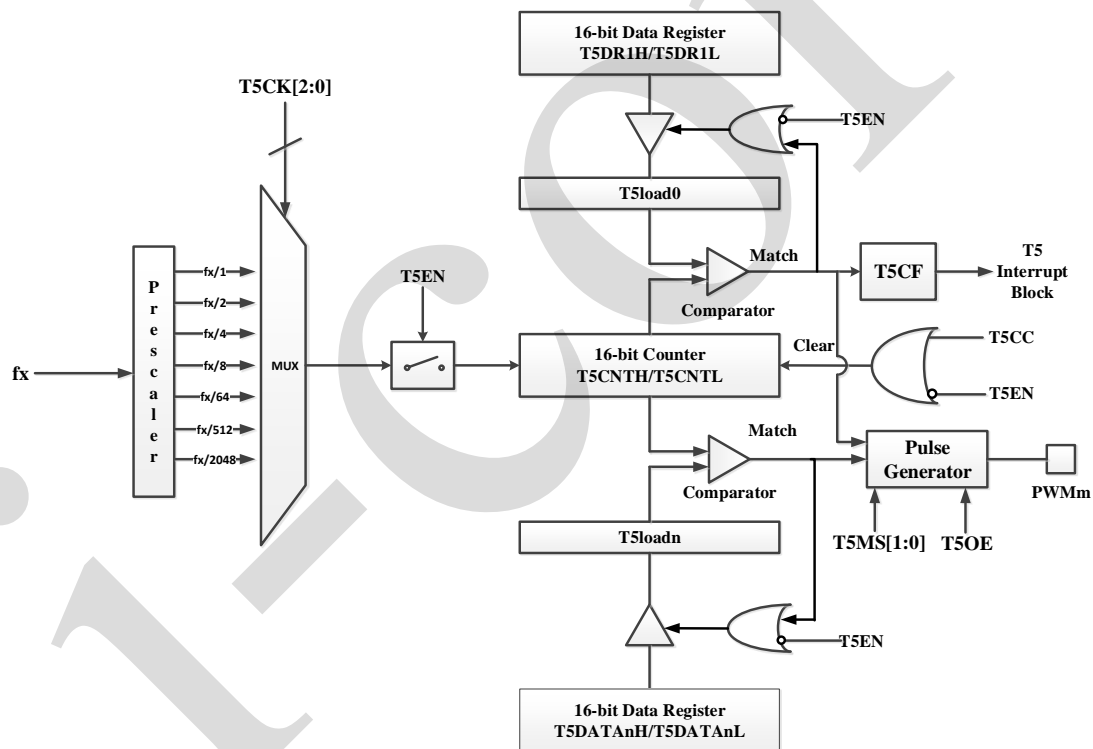 16-bit Data Register
T5DR1H/T5DR1L
T5CK[2:0]
T5EN
T5load0
Match
T5CF
T5
Interrupt
Block
Comparator
Prescaler
fx/1
fx/2
fx/4
fx/8
fx/64
fx/512
fx/2048
fx
MUX
T5EN
16-bit Counter
T5CNTH/T5CNTL
Clear
T5CC
T5EN
Match
Comparator
Pulse
Generator
PWMm
T5MS[1:0]
T5OE
T5loadn
T5EN
16-bit Data Register
T5DATAnH/T5DATAnL